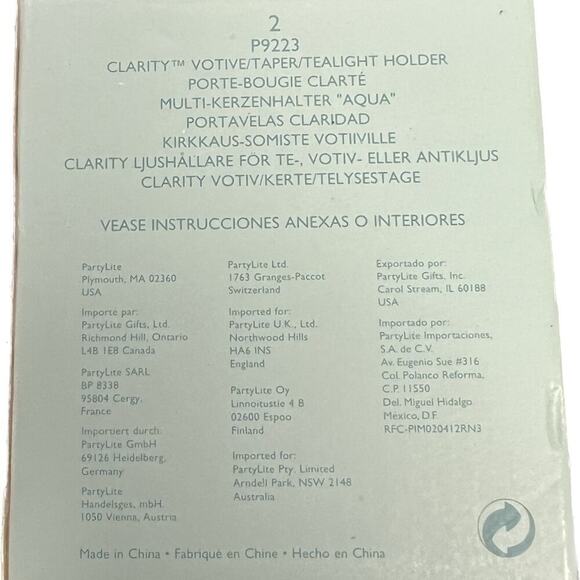 2
P9223
CLARITY™ VOTIVE/TAPER/TEALIGHT HOLDER
PORTE-BOUGIE CLARTÉ
MULTI-KERZENHALTER "AQUA"
PORTAVELAS CLARIDAD
KIRKKAUS-SOMISTE VOTIIVILLE
CLARITY LJUSHÅLLARE FÖR TE-, VOTIV- ELLER ANTIKLJUS
CLARITY VOTIV/KERTE/TELYSESTAGE
VEASE INSTRUCCIONES ANEXAS O INTERIORES
PartyLite
Plymouth, MA 02360
USA
Importé par:
PartyLite Gifts, Ltd.
Richmond Hill, Ontario
L4B 1E8 Canada
PartyLite SARL
BP 8338
95804 Cergy,
France
Importiert durch:
PartyLite GmbH
69126 Heidelberg,
Germany
PartyLite
Handelsges, mbH.
1050 Vienna, Austria
PartyLite Ltd.
1763 Granges-Paccot
Switzerland
Imported for:
PartyLite U.K., Ltd.
Northwood Hills
HA6 INS
England
PartyLite Oy
Linnoitustie 4 B
02600 Espoo
Finland
Imported for:
PartyLite Pty. Limited
Arndell Park, NSW 2148
Australia
Exportado por:
PartyLite Gifts, Inc.
Carol Stream, IL 60188
USA
Importado por:
PartyLite Importaciones,
S.A. de C.V.
Av. Eugenio Sue #316
Col. Polanco Reforma,
C.P. 11550
Del. Miguel Hidalgo
México, D.F.
RFC-PIM020412RN3
Made in China • Fabriqué en Chine • Hecho en China